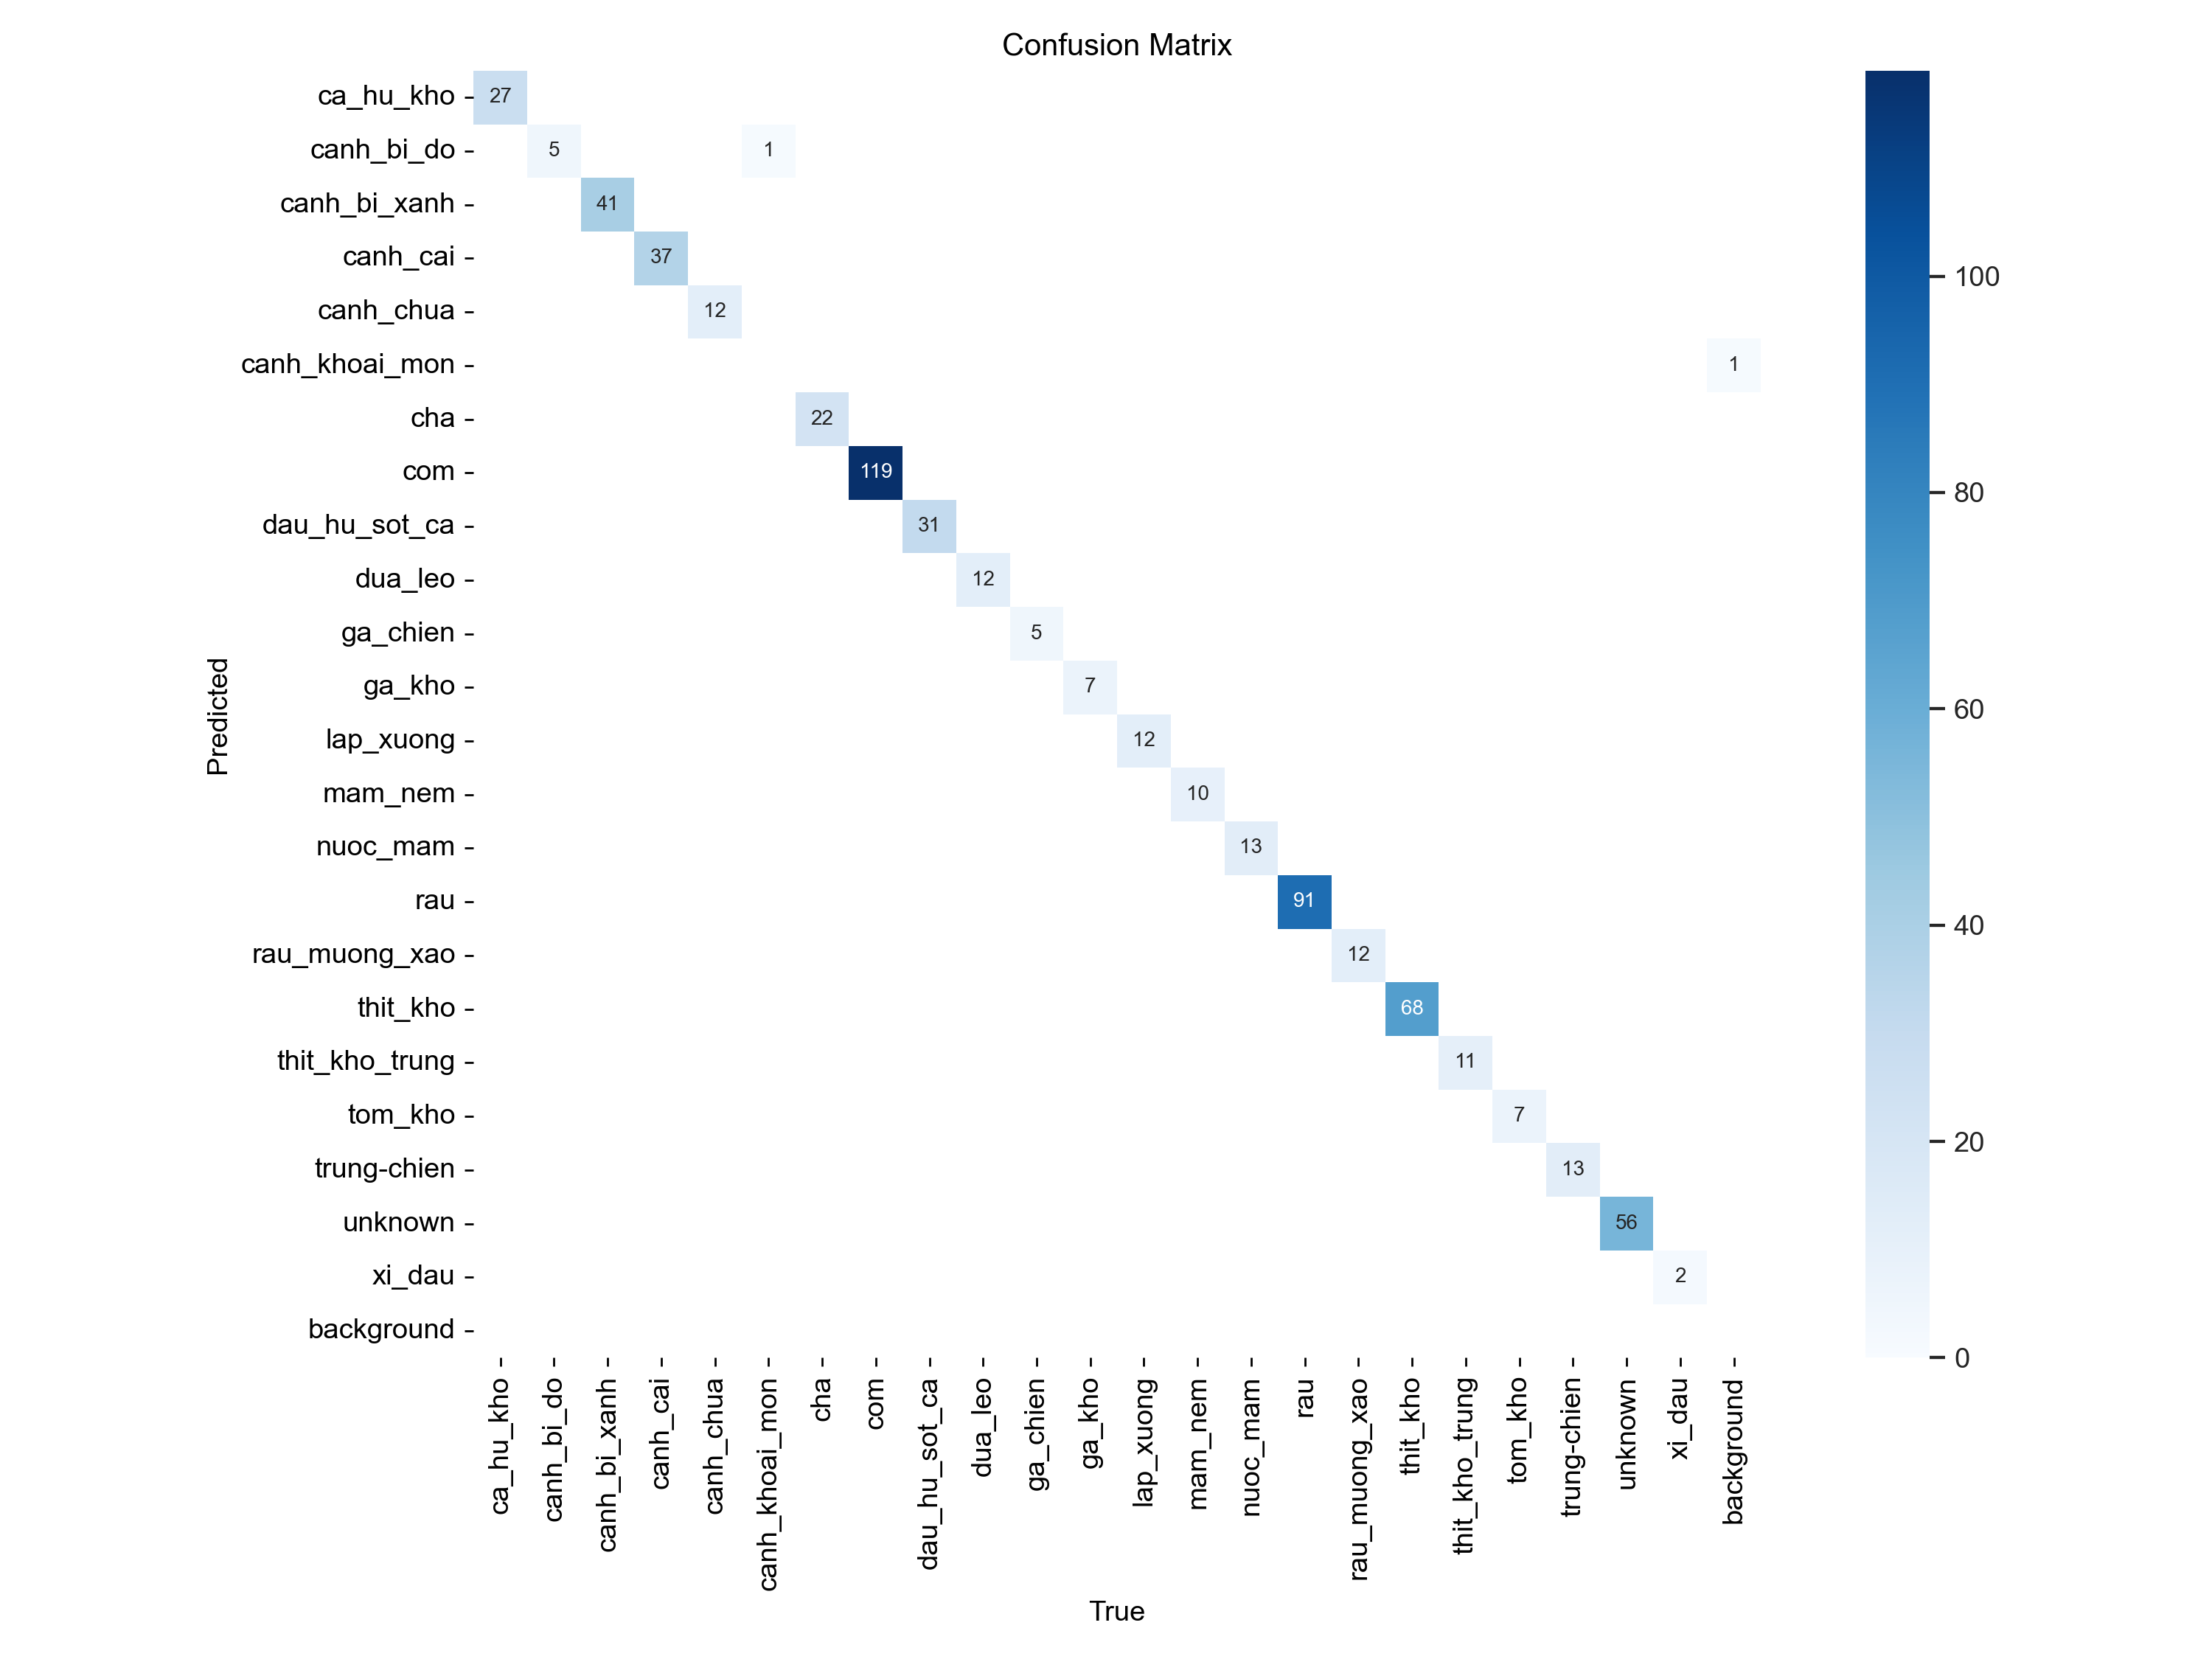 Confusion Matrix
ca_hu_kho 27
canh_bi_do 5 1
canh_bi_xanh 41
canh_cai 37
canh_chua 12
canh_khoai_mon 1
cha 22
com 119
dau_hu_sot_ca 31
dua_leo 12
ga_chien 5
ga_kho 7
lap_xuong 12
mam_nem 10
nuoc_mam 13
rau 91
rau_muong_xao 12
thit_kho 68
thit_kho_trung 11
tom_kho 7
trung-chien 13
unknown 56
xi_dau 2
background
Predicted
ca_hu_kho
canh_bi_do
canh_bi_xanh
canh_cai
canh_chua
canh_khoai_mon
cha
com
dau_hu_sot_ca
dua_leo
ga_chien
ga_kho
lap_xuong
mam_nem
nuoc_mam
rau
rau_muong_xao
thit_kho
thit_kho_trung
tom_kho
trung-chien
unknown
xi_dau
background
True
100
80
60
40
20
0